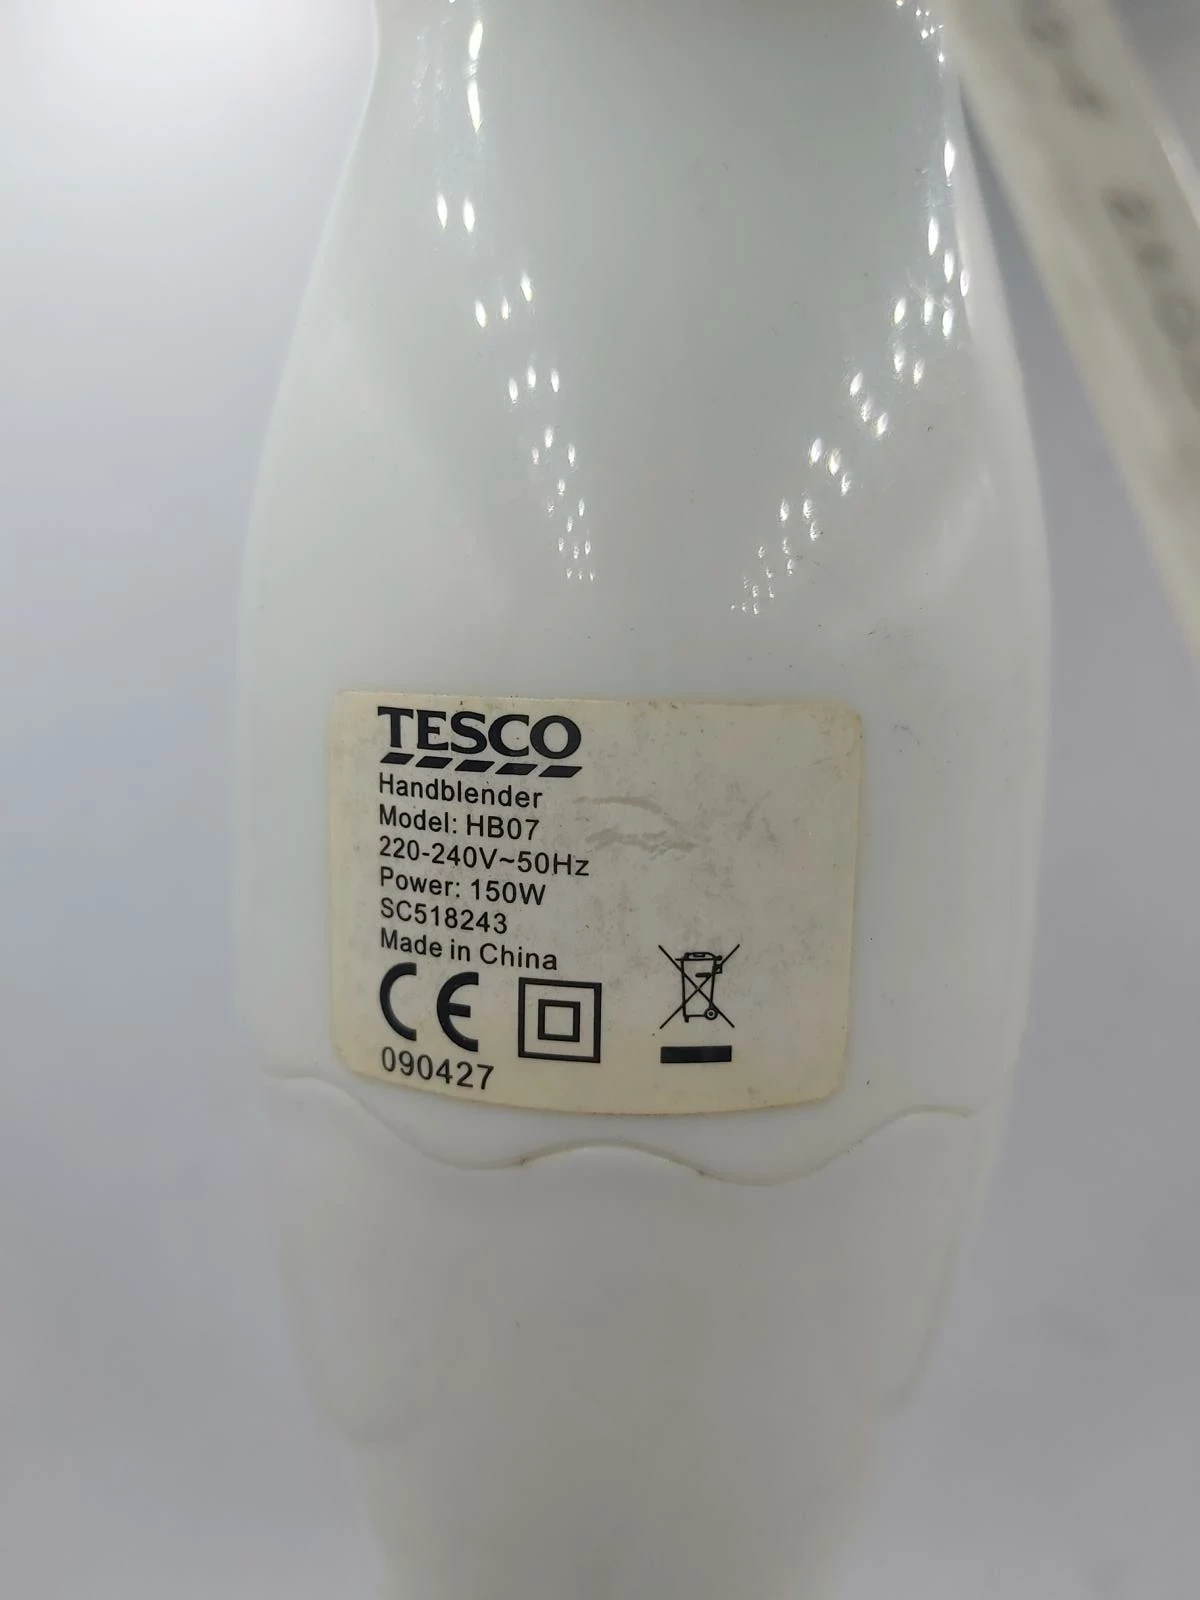 TESCO
Handblender
Model: HB07
220-240V~50Hz
Power: 150W
SC518243
Made in China
CE
090427